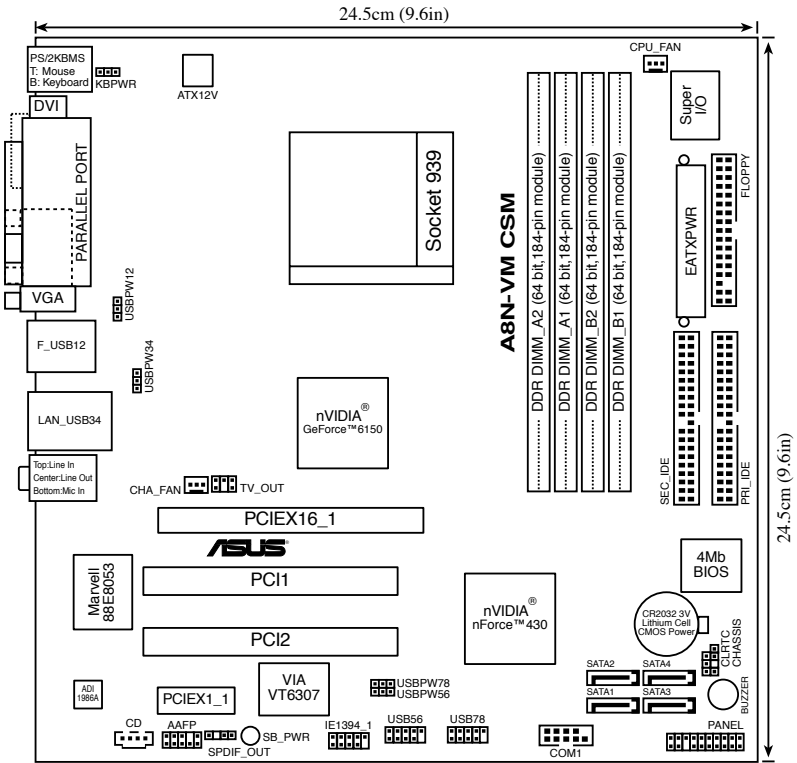 24.5cm (9.6in)
PS/2KBMS
T: Mouse
B: Keyboard
KBPWR
ATX12V
CPU_FAN
Super
I/O
DVI
PARALLEL PORT
Socket 939
A8N-VM CSM
DDR DIMM_A2 (64 bit,184-pin module)
DDR DIMM_A1 (64 bit,184-pin module)
DDR DIMM_B2 (64 bit,184-pin module)
DDR DIMM_B1 (64 bit,184-pin module)
EATXPWR
FLOPPY
VGA
USBPW12
F_USB12
USBPW34
LAN_USB34
nVIDIA®
GeForce™6150
Top:Line In
Center:Line Out
Bottom:Mic In
CHA_FAN
TV_OUT
SEC_IDE
PRI_IDE
24.5cm (9.6in)
PCIEX16_1
ASUS®
4Mb
BIOS
Marvell
88E8053
PCI1
nVIDIA®
nForce™430
CR2032 3V
Lithium Cell
CMOS Power
PCI2
CLRTC
CHASSIS
SATA2
SATA4
SATA1
SATA3
BUZZER
ADI
1986A
PCIEX1_1
VIA
VT6307
USBPW78
USBPW56
CD
AAFP
SPDIF_OUT
SB_PWR
IE1394_1
USB56
USB78
COM1
PANEL